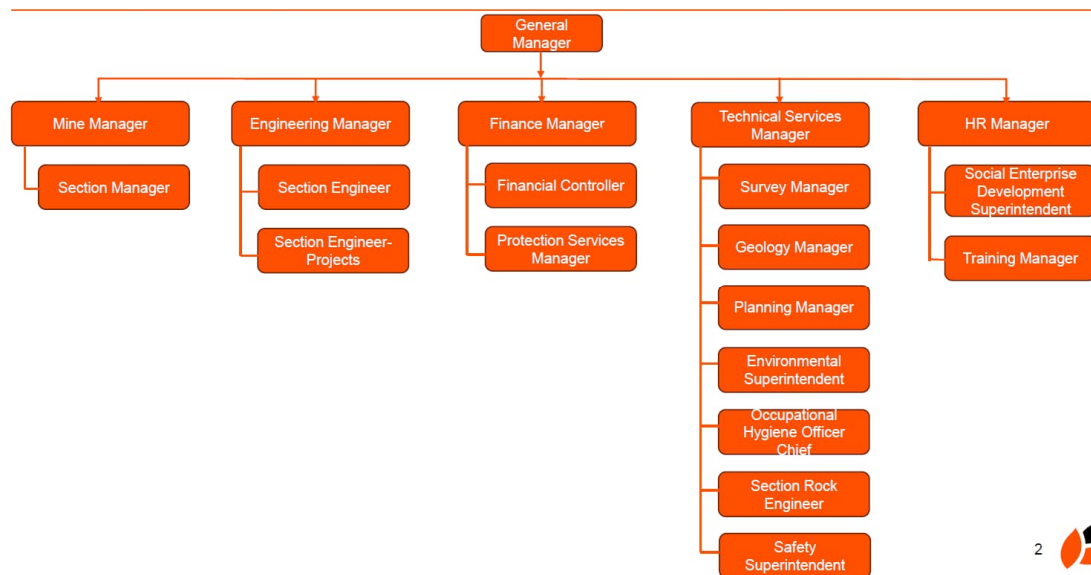 General
Manager
Mine Manager
Section Manager
Engineering Manager
Section Engineer
Section Engineer-
Projects
Finance Manager
Financial Controller
Protection Services
Manager
Technical Services
Manager
Survey Manager
Geology Manager
Planning Manager
Environmental
Superintendent
Occupational
Hygiene Officer
Chief
Section Rock
Engineer
Safety
Superintendent
HR Manager
Social Enterprise
Development
Superintendent
Training Manager
2